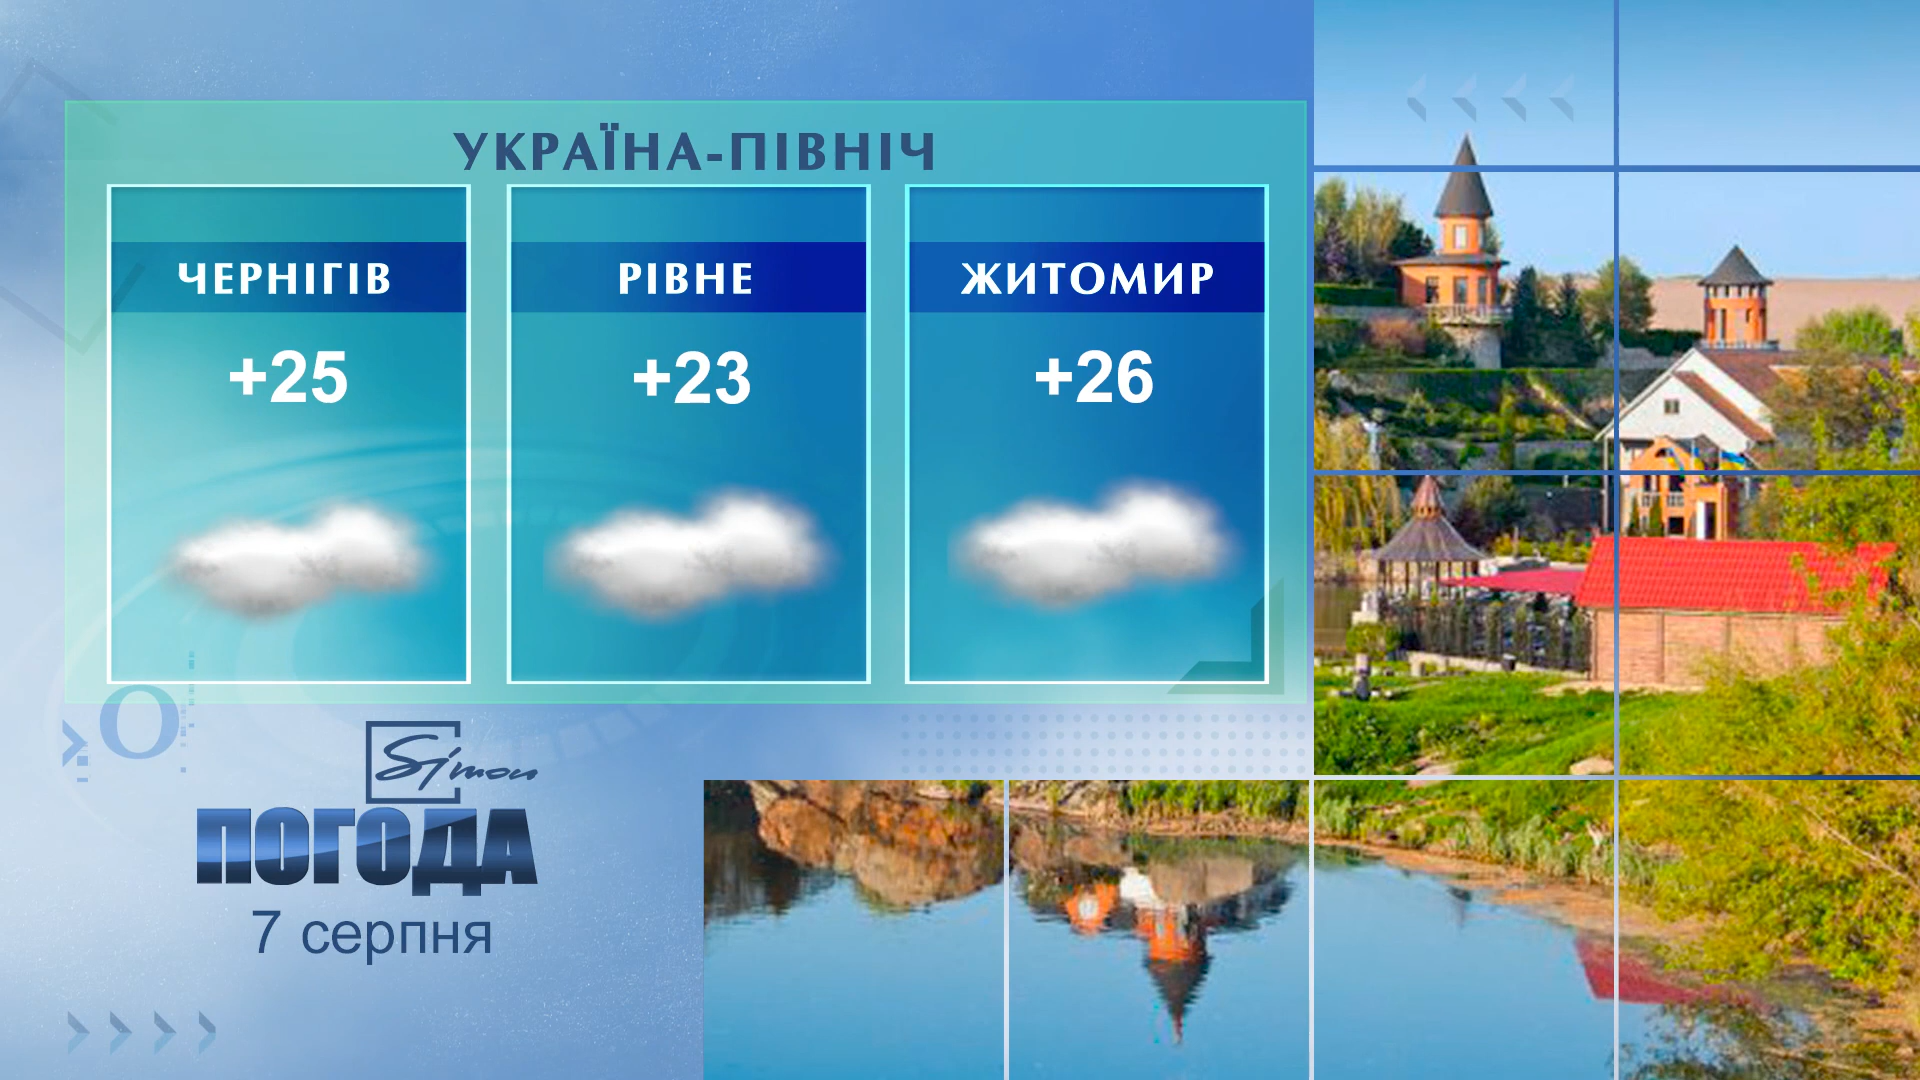 УКРАЇНА-ПІВНІЧ
ЧЕРНІГІВ
РІВНЕ
ЖИТОМИР
+25
+23
+26
Simon
ПОГОДА
7 серпня